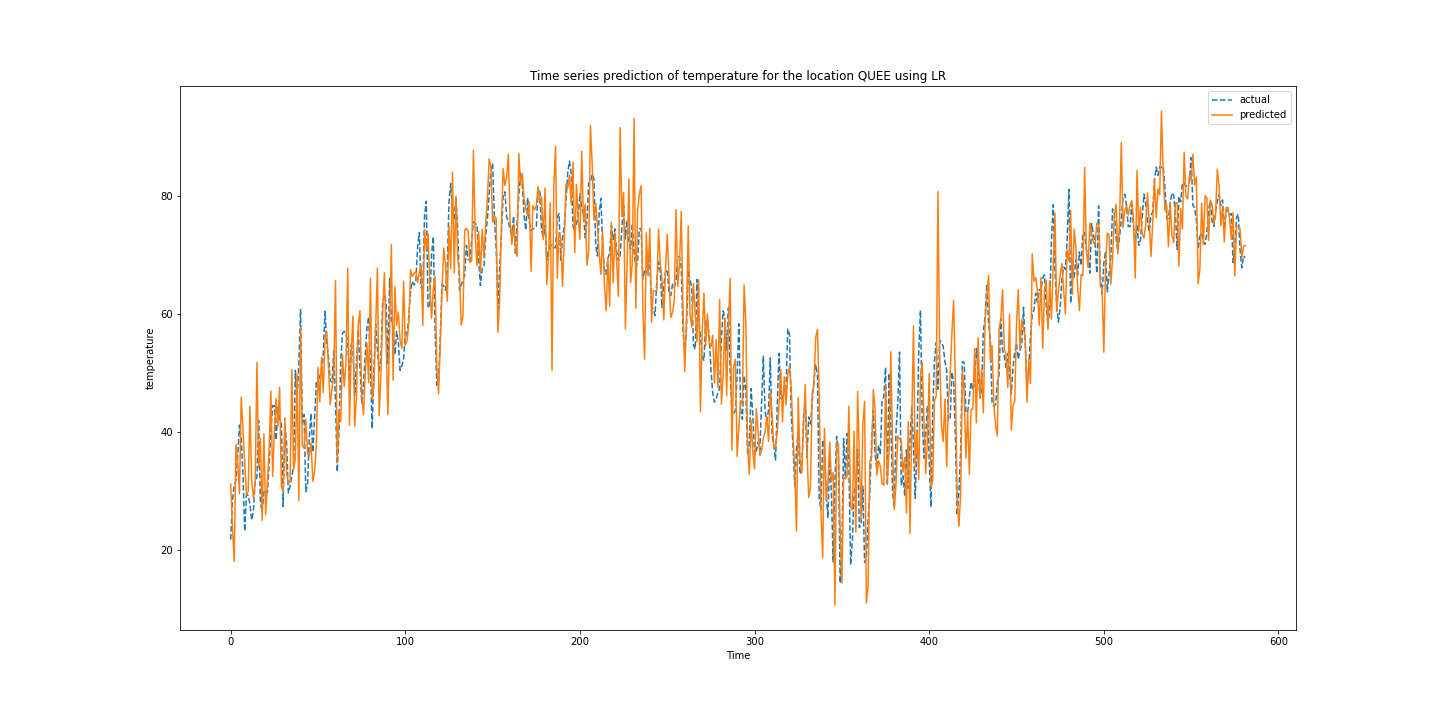 Time series prediction of temperature for the location QUEE using LR
actual
predicted
temperature
80
60
40
20
0 100 200 300 400 500 600
Time